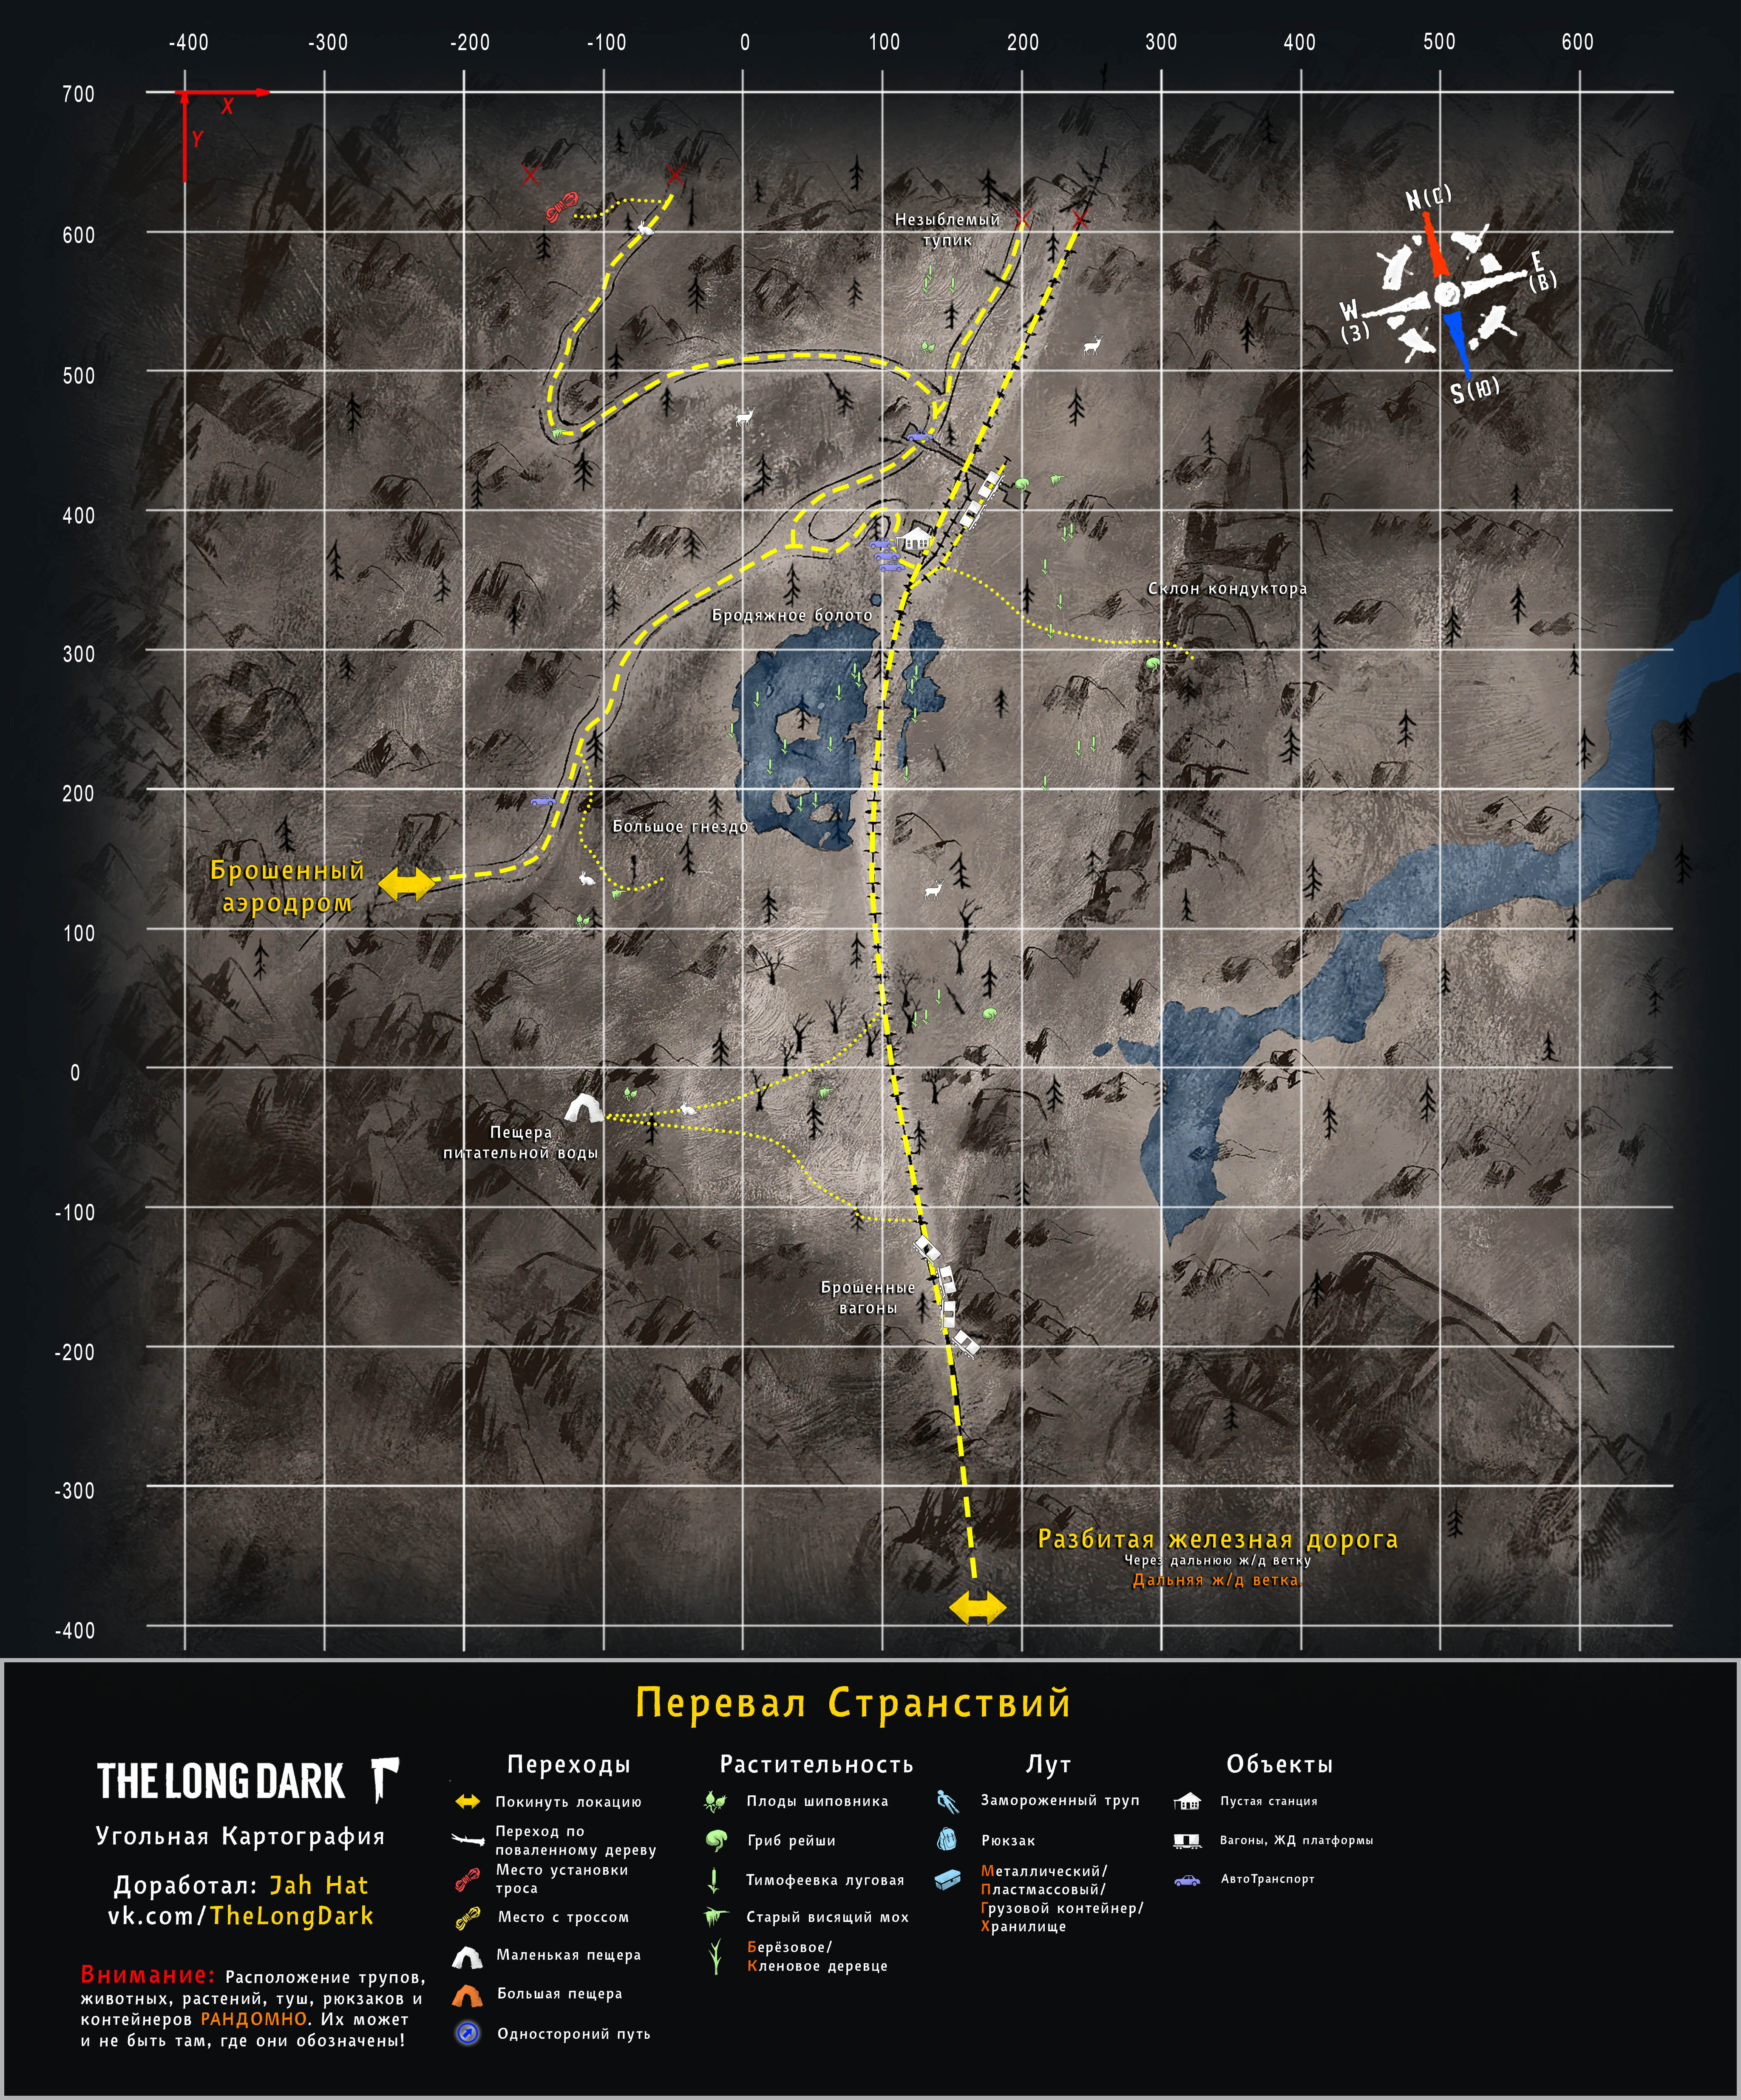 -400 -300 -200 -100 0 100 200 300 400 500 600
700
X
Y
600
500
400
300
200
100
0
-100
-200
-300
-400
N(С)
E
(В)
W
(З)
S(Ю)
Незыблемый
тупик
Склон кондуктора
Бродяжное болото
Большое гнездо
Брошенный
аэродром
Пещера
питательной воды
Брошенные
вагоны
Разбитая железная дорога
Через дальнюю ж/д ветку
Дальняя ж/д ветка.
Перевал Странствий
THE LONG DARK
Угольная Картография
Доработал: Jah Hat
vk.com/TheLongDark
Внимание: Расположение трупов,
животных, растений, туш, рюкзаков и
контейнеров РАНДОМНО. Их может
и не быть там, где они обозначены!
Переходы
Покинуть локацию
Переход по
поваленному дереву
Место установки
троса
Место с троссом
Маленькая пещера
Большая пещера
Одностороний путь
Растительность
Плоды шиповника
Гриб рейши
Тимофеевка луговая
Старый висящий мох
Берёзовое/
Кленовое деревце
Лут
Замороженный труп
Рюкзак
Металлический/
Пластмассовый/
Грузовой контейнер/
Хранилище
Объекты
Пустая станция
Вагоны, ЖД платформы
АвтоТранспорт